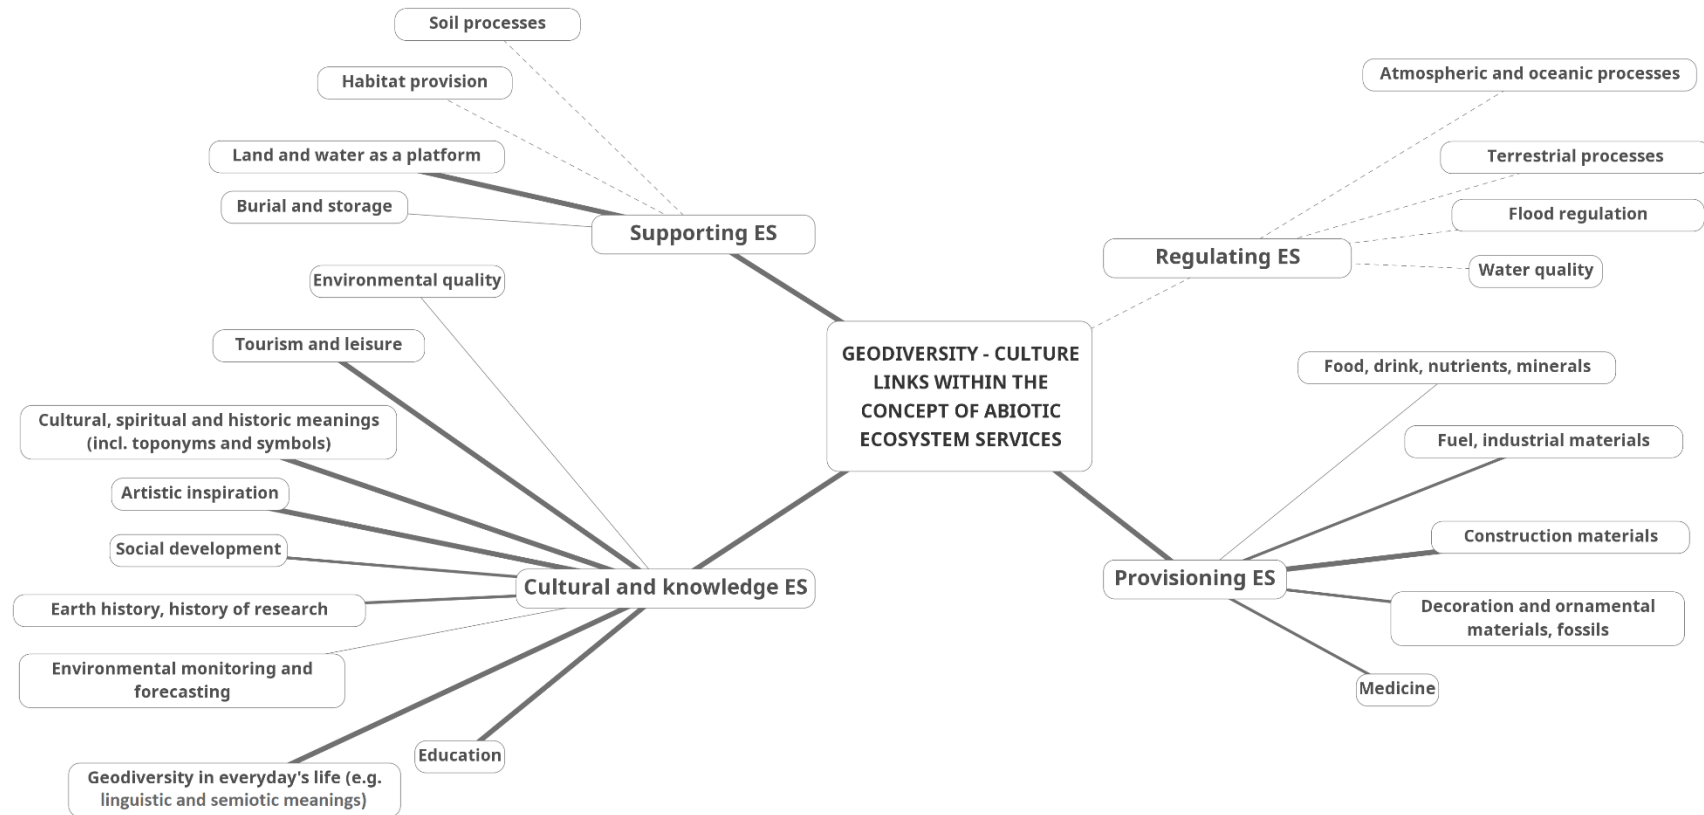 Soil processes
Habitat provision
Land and water as a platform
Burial and storage
Supporting ES
Atmospheric and oceanic processes
Terrestrial processes
Flood regulation
Water quality
Regulating ES
GEODIVERSITY - CULTURE
LINKS WITHIN THE
CONCEPT OF ABIOTIC
ECOSYSTEM SERVICES
Environmental quality
Tourism and leisure
Cultural, spiritual and historic meanings
(incl. toponyms and symbols)
Artistic inspiration
Social development
Earth history, history of research
Environmental monitoring and
forecasting
Geodiversity in everyday's life (e.g.
linguistic and semiotic meanings)
Education
Cultural and knowledge ES
Food, drink, nutrients, minerals
Fuel, industrial materials
Construction materials
Decoration and ornamental
materials, fossils
Medicine
Provisioning ES